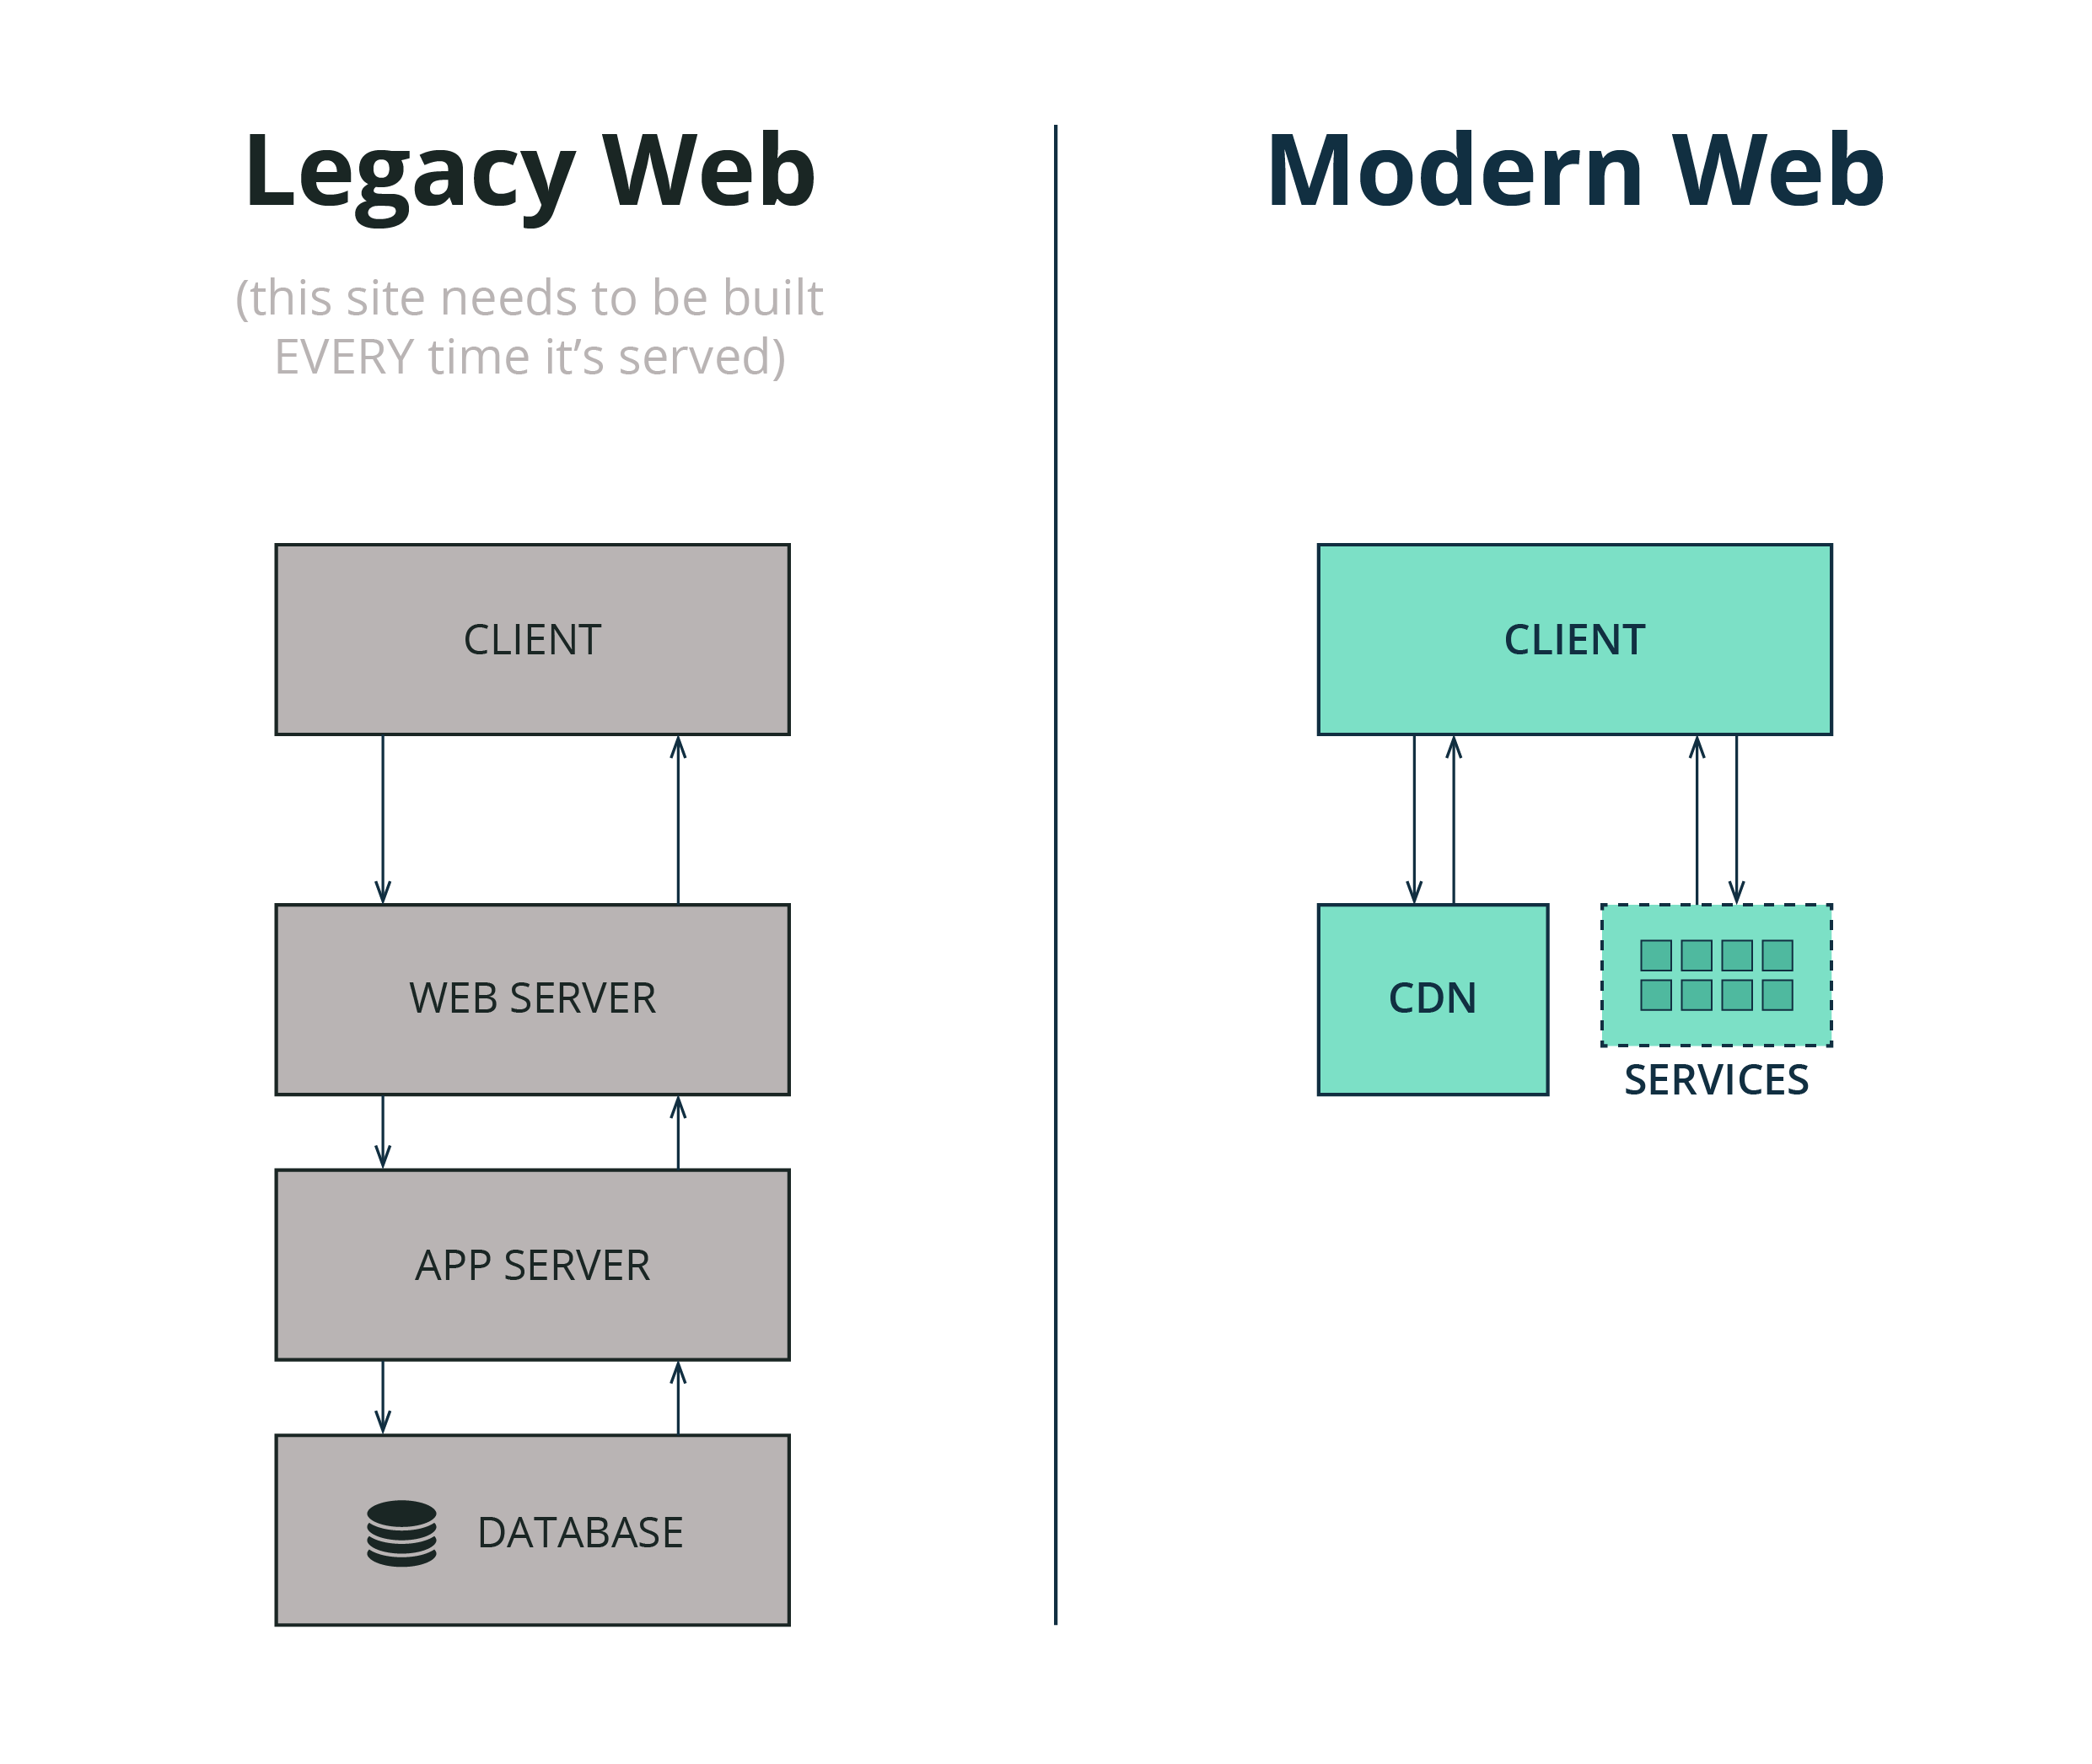 Legacy Web
(this site needs to be built
EVERY time it’s served)
CLIENT
WEB SERVER
APP SERVER
DATABASE
Modern Web
CLIENT
CDN
SERVICES